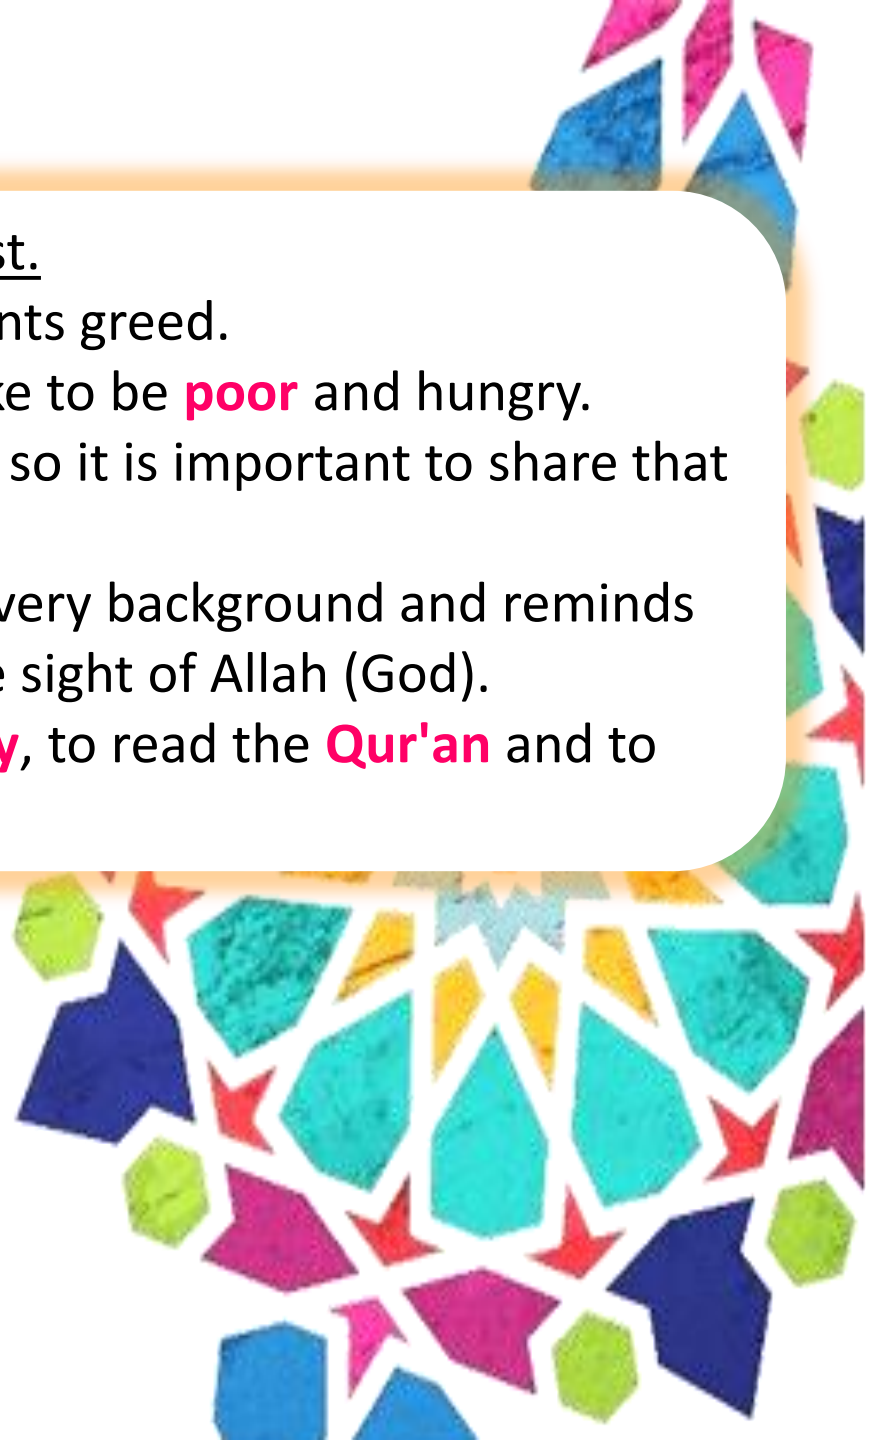 st.
nts greed.
ke to be poor and hungry.
so it is important to share that
very background and reminds
e sight of Allah (God).
y, to read the Qur'an and to